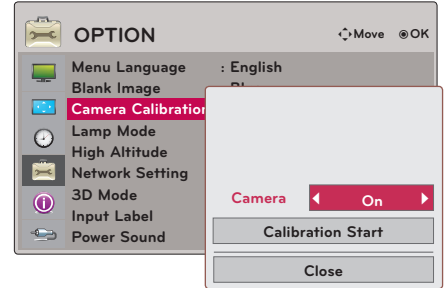 OPTION
Move OK
Menu Language : English
Blank Image
Camera Calibration
Lamp Mode
High Altitude
Network Setting
3D Mode
Input Label
Power Sound
Camera On
Calibration Start
Close